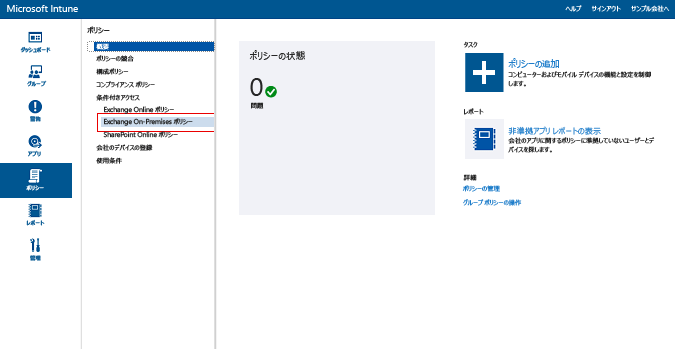 Microsoft Intune
ヘルプ サインアウト サンプル会社へ
ダッシュボード
グループ
警告
アプリ
ポリシー
レポート
管理
ポリシー
概要
ポリシーの競合
構成ポリシー
コンプライアンス ポリシー
条件付きアクセス
Exchange Online ポリシー
Exchange On-Premises ポリシー
SharePoint Online ポリシー
会社のデバイスの登録
使用条件
ポリシーの状態
0
問題
タスク
ポリシーの追加
コンピューターおよびモバイル デバイスの機能と設定を制御
します。
レポート
非準拠アプリ レポートの表示
会社のアプリに関するポリシーに準拠していないユーザーとデ
バイスを探します。
詳細
ポリシーの管理
グループ ポリシーの操作